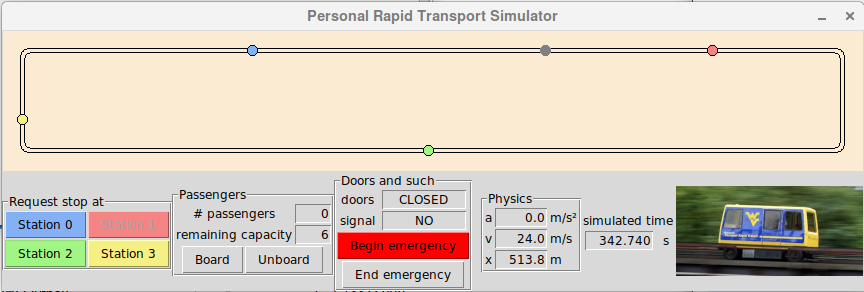 Personal Rapid Transport Simulator
Request stop at
Station 0
Station 1
Station 2
Station 3
Passengers
# passengers 0
remaining capacity 6
Board
Unboard
Doors and such
doors CLOSED
signal NO
Begin emergency
End emergency
Physics
a 0.0 m/s²
v 24.0 m/s
x 513.8 m
simulated time
342.740 s